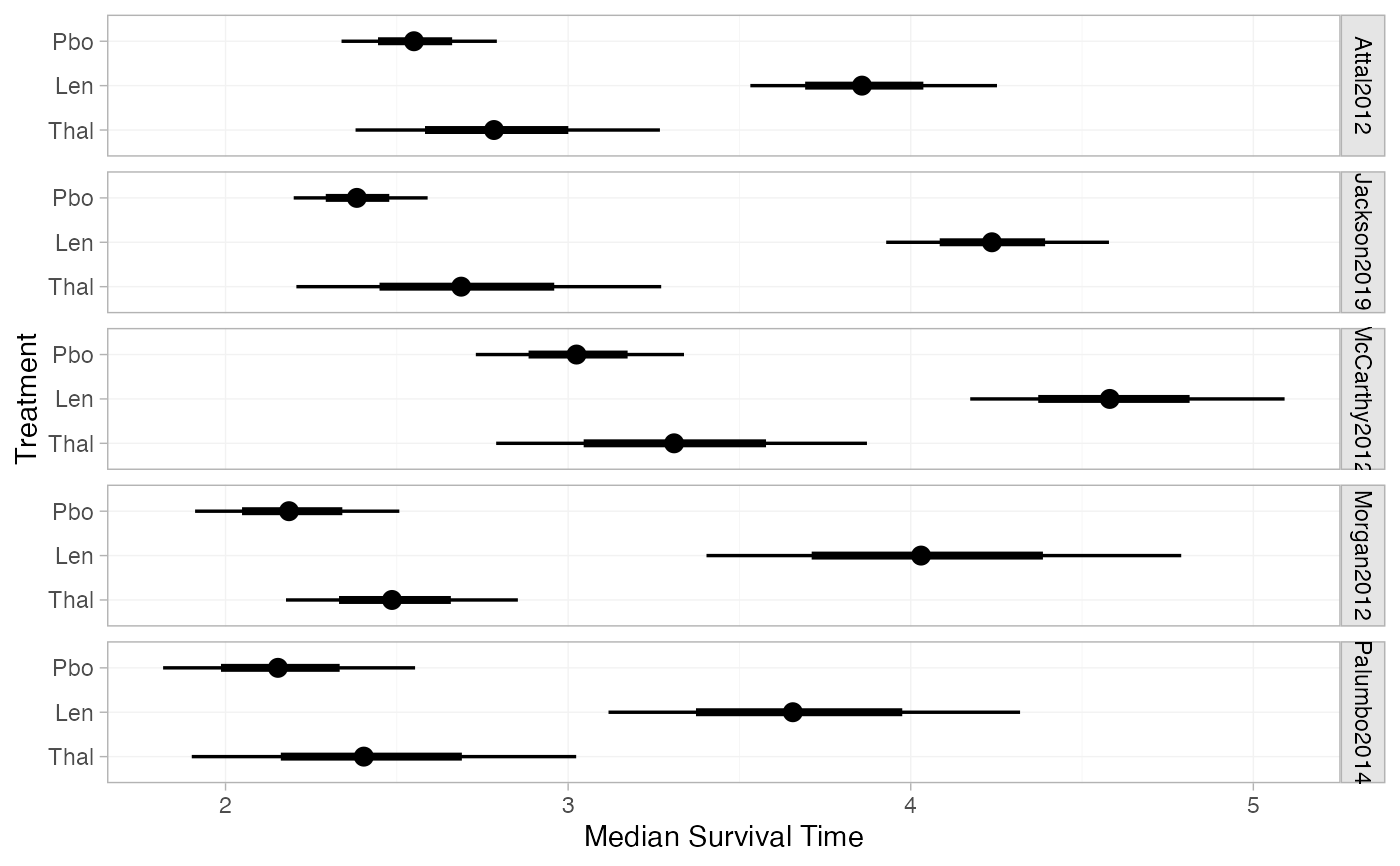 Pbo
Len
Thal
Attal2012
Pbo
Len
Thal
Jackson2019
Pbo
Len
Thal
McCarthy2012
Pbo
Len
Thal
Morgan2012
Pbo
Len
Thal
Palumbo2014
Treatment
2 3 4 5
Median Survival Time